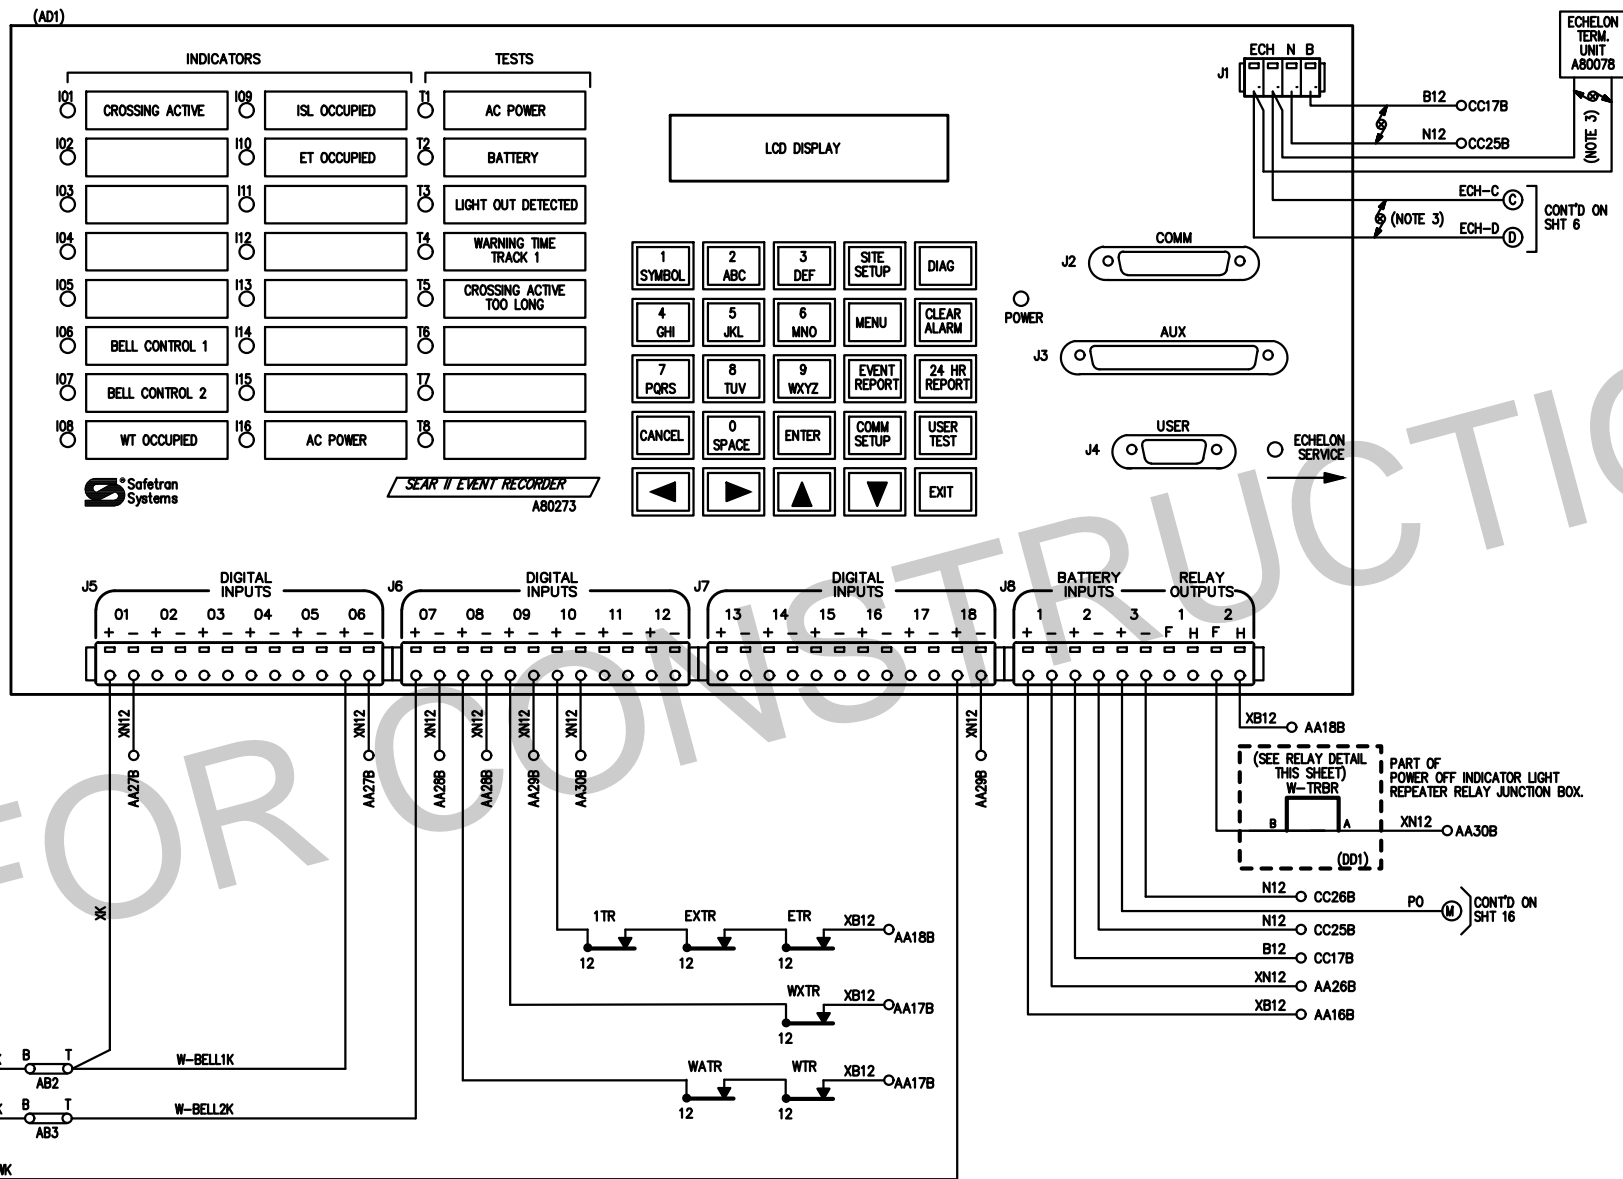 (AD1)
INDICATORS
TESTS
I01 CROSSING ACTIVE
I02
I03
I04
I05
I06 BELL CONTROL 1
I07 BELL CONTROL 2
I08 WT OCCUPIED
I09 ISL OCCUPIED
I10 ET OCCUPIED
I11
I12
I13
I14
I15
I16 AC POWER
T1 AC POWER
T2 BATTERY
T3 LIGHT OUT DETECTED
T4 WARNING TIME
TRACK 1
T5 CROSSING ACTIVE
TOO LONG
T6
T7
T8
Safetran
Systems
®
SEAR II EVENT RECORDER
A80273
LCD DISPLAY
1
SYMBOL
2
ABC
3
DEF
SITE
SETUP
DIAG
4
GHI
5
JKL
6
MNO
MENU
CLEAR
ALARM
7
PQRS
8
TUV
9
WXYZ
EVENT
REPORT
24 HR
REPORT
CANCEL
0
SPACE
ENTER
COMM
SETUP
USER
TEST
EXIT
ECH N B
J1
ECHELON
TERM.
UNIT
A80078
B12 CC17B
N12 CC25B
(NOTE 3)
ECH-C C
(NOTE 3)
ECH-D D
CONT'D ON
SHT 6
COMM
J2
POWER
AUX
J3
USER
J4
ECHELON
SERVICE
J5 DIGITAL
INPUTS
01 02 03 04 05 06
+ - + - + - + - + - + -
J6 DIGITAL
INPUTS
07 08 09 10 11 12
+ - + - + - + - + - + -
J7 DIGITAL
INPUTS
13 14 15 16 17 18
+ - + - + - + - + - + -
J8 BATTERY
INPUTS
RELAY
OUTPUTS
1 2 3 1 2
+ - + - + - F H F H
XN12 AA27B
XN12 AA27B
XN12 AA28B
XN12 AA28B
XN12 AA29B
XN12 AA30B
XN12 AA29B
XB12 AA18B
(SEE RELAY DETAIL
THIS SHEET)
W-TRBR
B A
(DD1)
PART OF
POWER OFF INDICATOR LIGHT
REPEATER RELAY JUNCTION BOX.
XN12 AA30B
N12 CC26B
PO M
CONT'D ON
SHT 16
N12 CC25B
B12 CC17B
XN12 AA26B
XB12 AA16B
XK
1TR EXTR ETR XB12 AA18B
12 12 12
WXTR XB12 AA17B
12
WATR WTR XB12 AA17B
12 12
K B T W-BELL1K
AB2
K B T W-BELL2K
AB3
WK
FOR CONSTRUCTIO